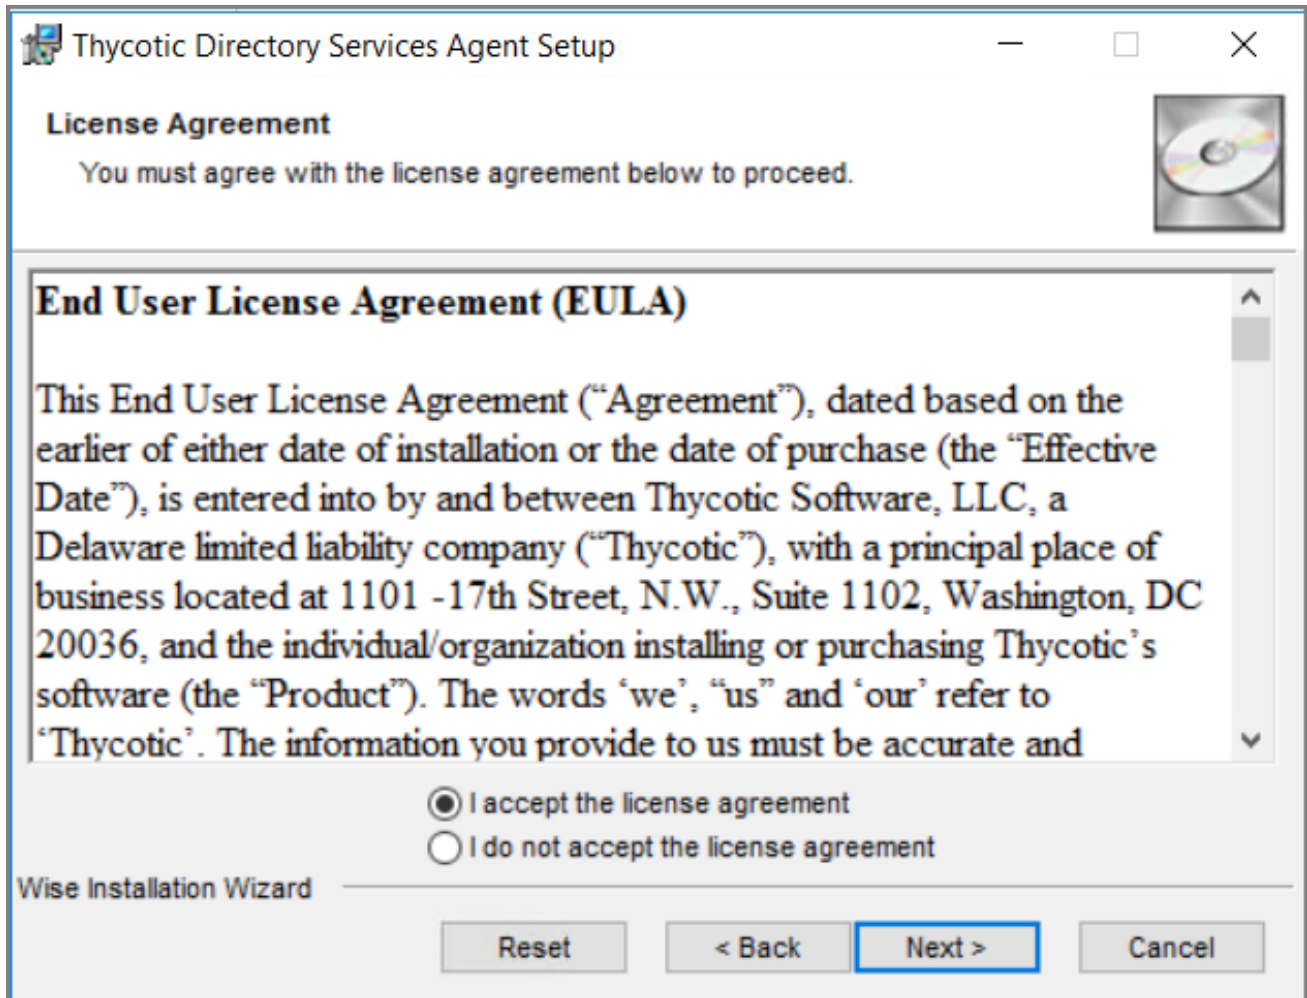 Thycotic Directory Services Agent Setup
License Agreement
You must agree with the license agreement below to proceed.
End User License Agreement (EULA)
This End User License Agreement (“Agreement”), dated based on the
earlier of either date of installation or the date of purchase (the “Effective
Date”), is entered into by and between Thycotic Software, LLC, a
Delaware limited liability company (“Thycotic”), with a principal place of
business located at 1101 -17th Street, N.W., Suite 1102, Washington, DC
20036, and the individual/organization installing or purchasing Thycotic’s
software (the “Product”). The words ‘we’, “us” and ‘our’ refer to
‘Thycotic’. The information you provide to us must be accurate and
I accept the license agreement
I do not accept the license agreement
Wise Installation Wizard
Reset < Back Next > Cancel